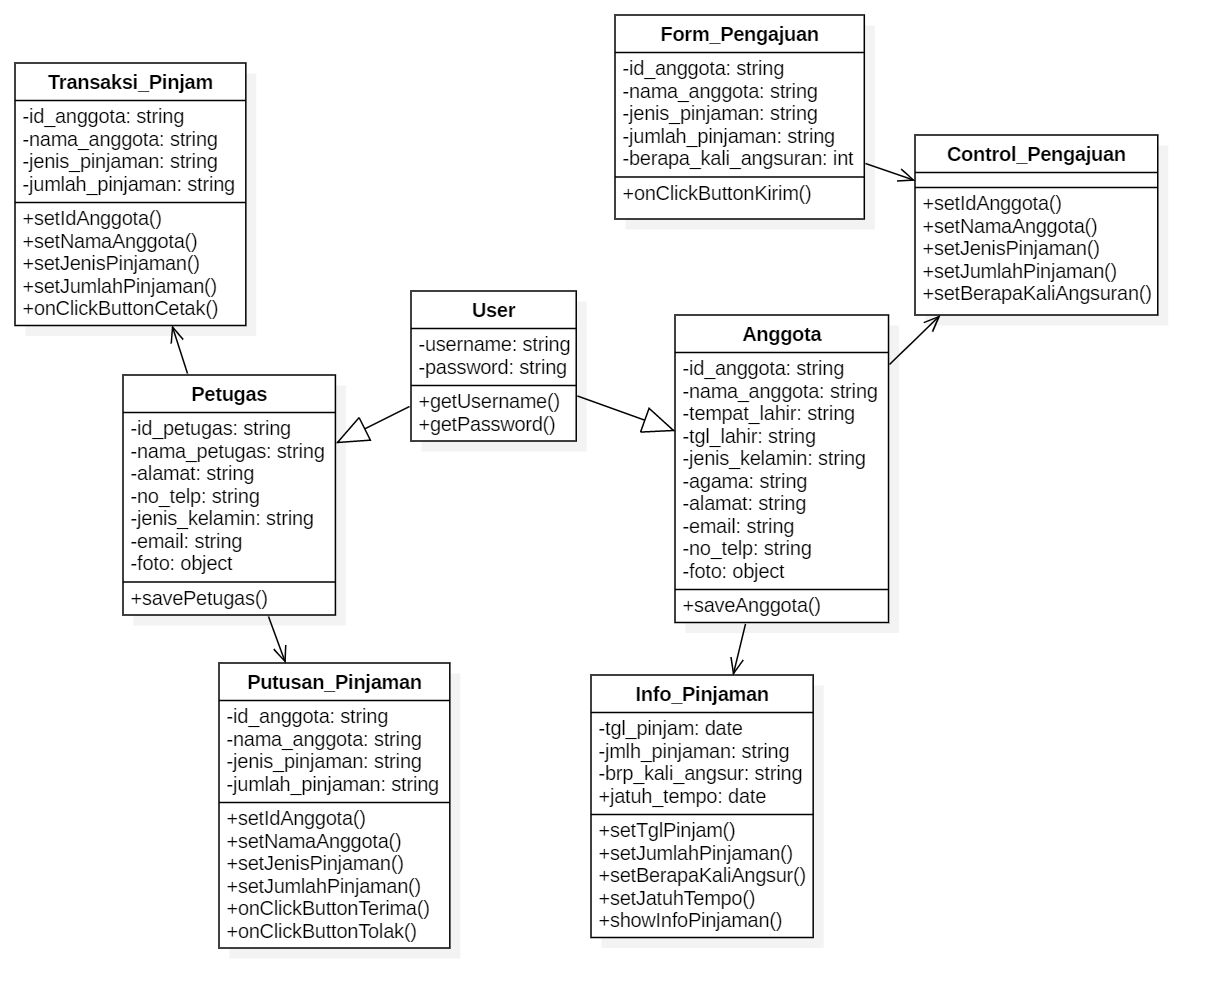 Transaksi_Pinjam
-id_anggota: string
-nama_anggota: string
-jenis_pinjaman: string
-jumlah_pinjaman: string
+setIdAnggota()
+setNamaAnggota()
+setJenisPinjaman()
+setJumlahPinjaman()
+onClickButtonCetak()
Form_Pengajuan
-id_anggota: string
-nama_anggota: string
-jenis_pinjaman: string
-jumlah_pinjaman: string
-berapa_kali_angsuran: int
+onClickButtonKirim()
Control_Pengajuan
+setIdAnggota()
+setNamaAnggota()
+setJenisPinjaman()
+setJumlahPinjaman()
+setBerapaKaliAngsuran()
User
-username: string
-password: string
+getUsername()
+getPassword()
Petugas
-id_petugas: string
-nama_petugas: string
-alamat: string
-no_telp: string
-jenis_kelamin: string
-email: string
-foto: object
+savePetugas()
Anggota
-id_anggota: string
-nama_anggota: string
-tempat_lahir: string
-tgl_lahir: string
-jenis_kelamin: string
-agama: string
-alamat: string
-email: string
-no_telp: string
-foto: object
+saveAnggota()
Putusan_Pinjaman
-id_anggota: string
-nama_anggota: string
-jenis_pinjaman: string
-jumlah_pinjaman: string
+setIdAnggota()
+setNamaAnggota()
+setJenisPinjaman()
+setJumlahPinjaman()
+onClickButtonTerima()
+onClickButtonTolak()
Info_Pinjaman
-tgl_pinjam: date
-jmlh_pinjaman: string
-brp_kali_angsur: string
+jatuh_tempo: date
+setTglPinjam()
+setJumlahPinjaman()
+setBerapaKaliAngsur()
+setJatuhTempo()
+showInfoPinjaman()